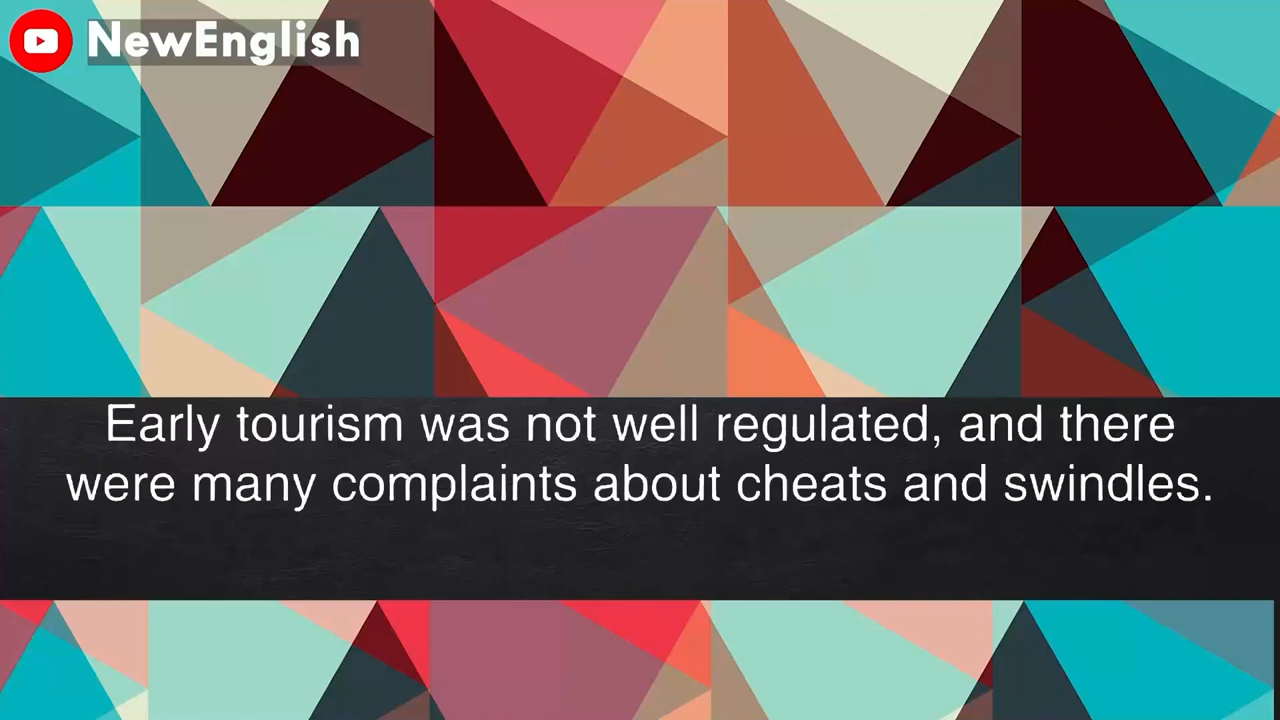 NewEnglish
Early tourism was not well regulated, and there
were many complaints about cheats and swindles.